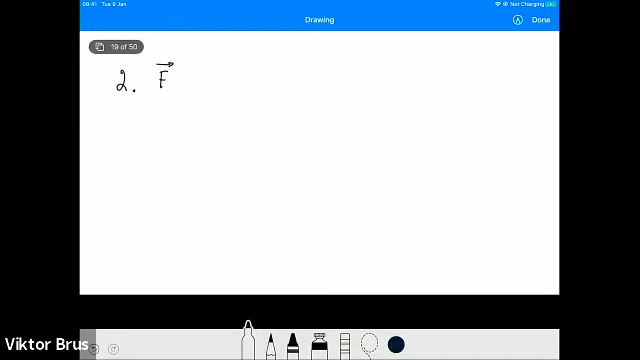 09:41 Tue 9 Jan
Not Charging
Drawing
Done
19 of 50
2. F⃗
Viktor Brus